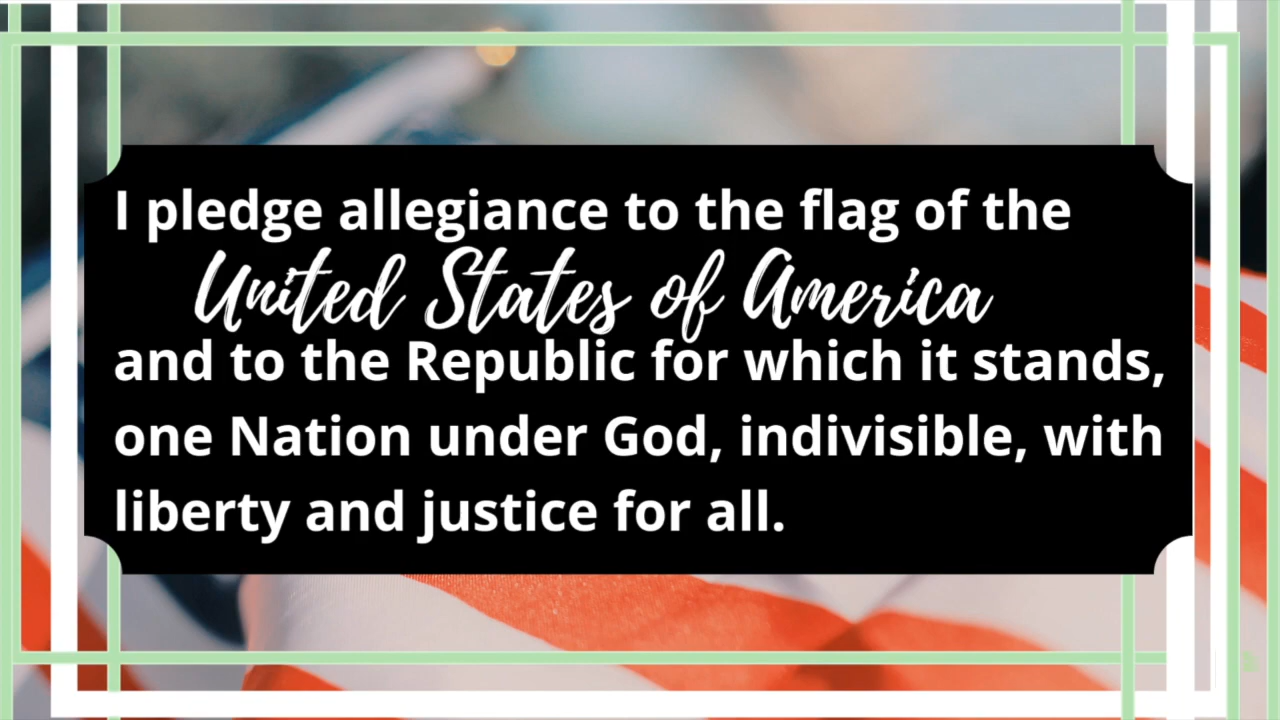 I pledge allegiance to the flag of the
United States of America
and to the Republic for which it stands,
one Nation under God, indivisible, with
liberty and justice for all.